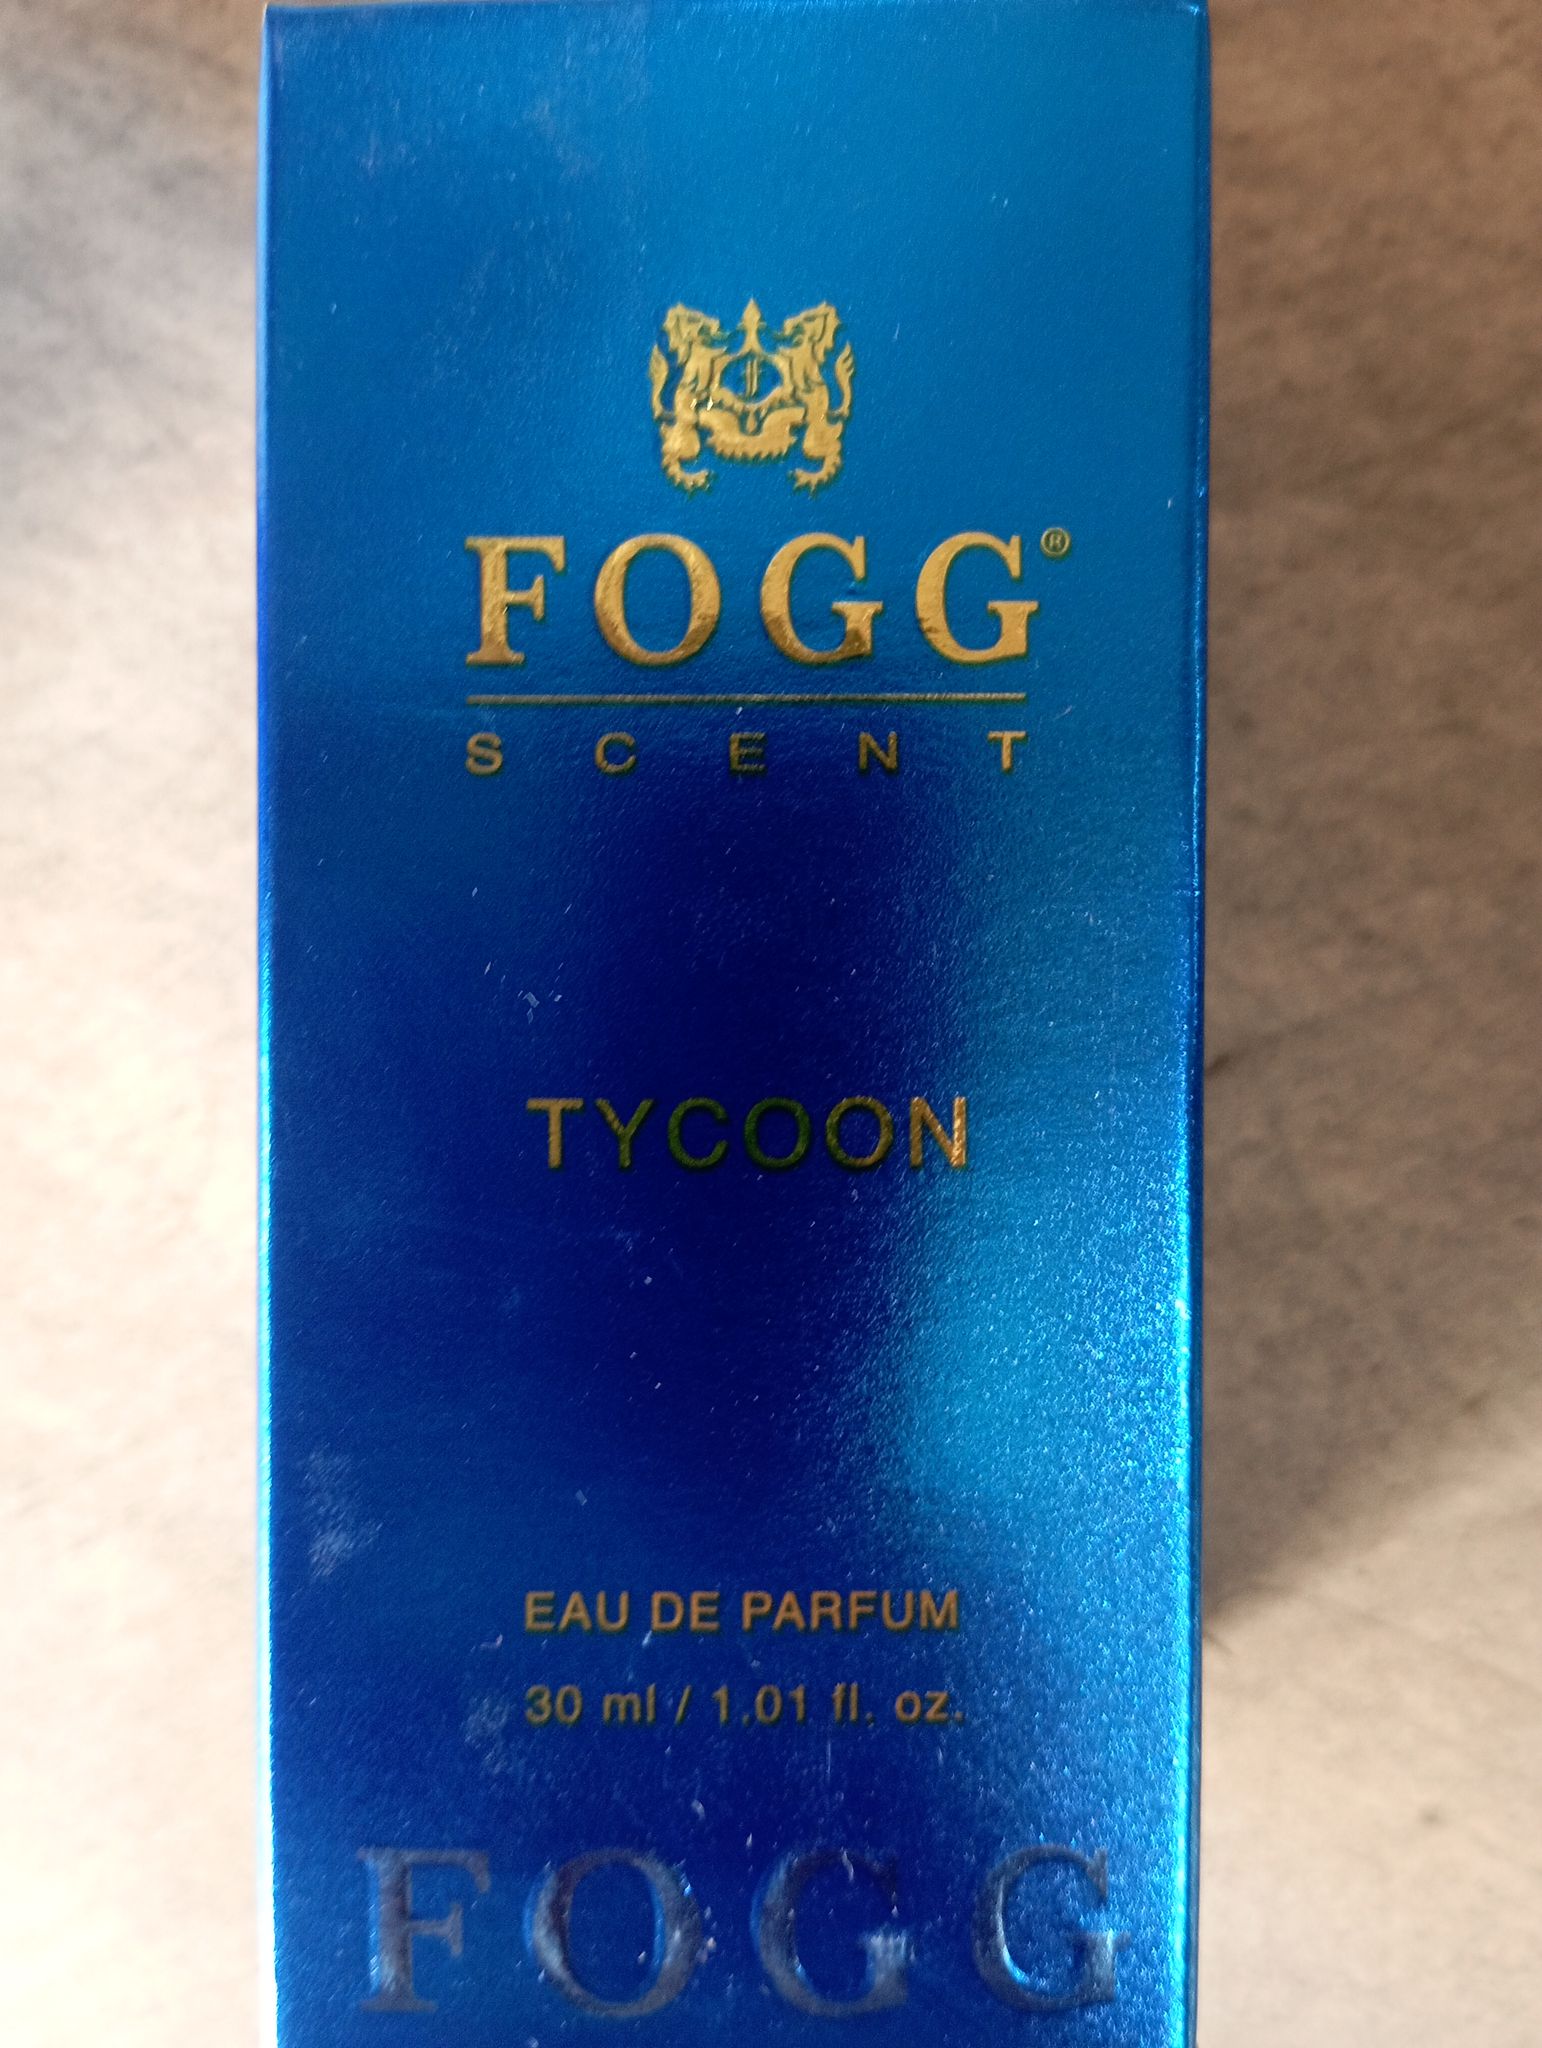 FOGG®
SCENT
TYCOON
EAU DE PARFUM
30 ml / 1.01 fl. oz.
FOGG